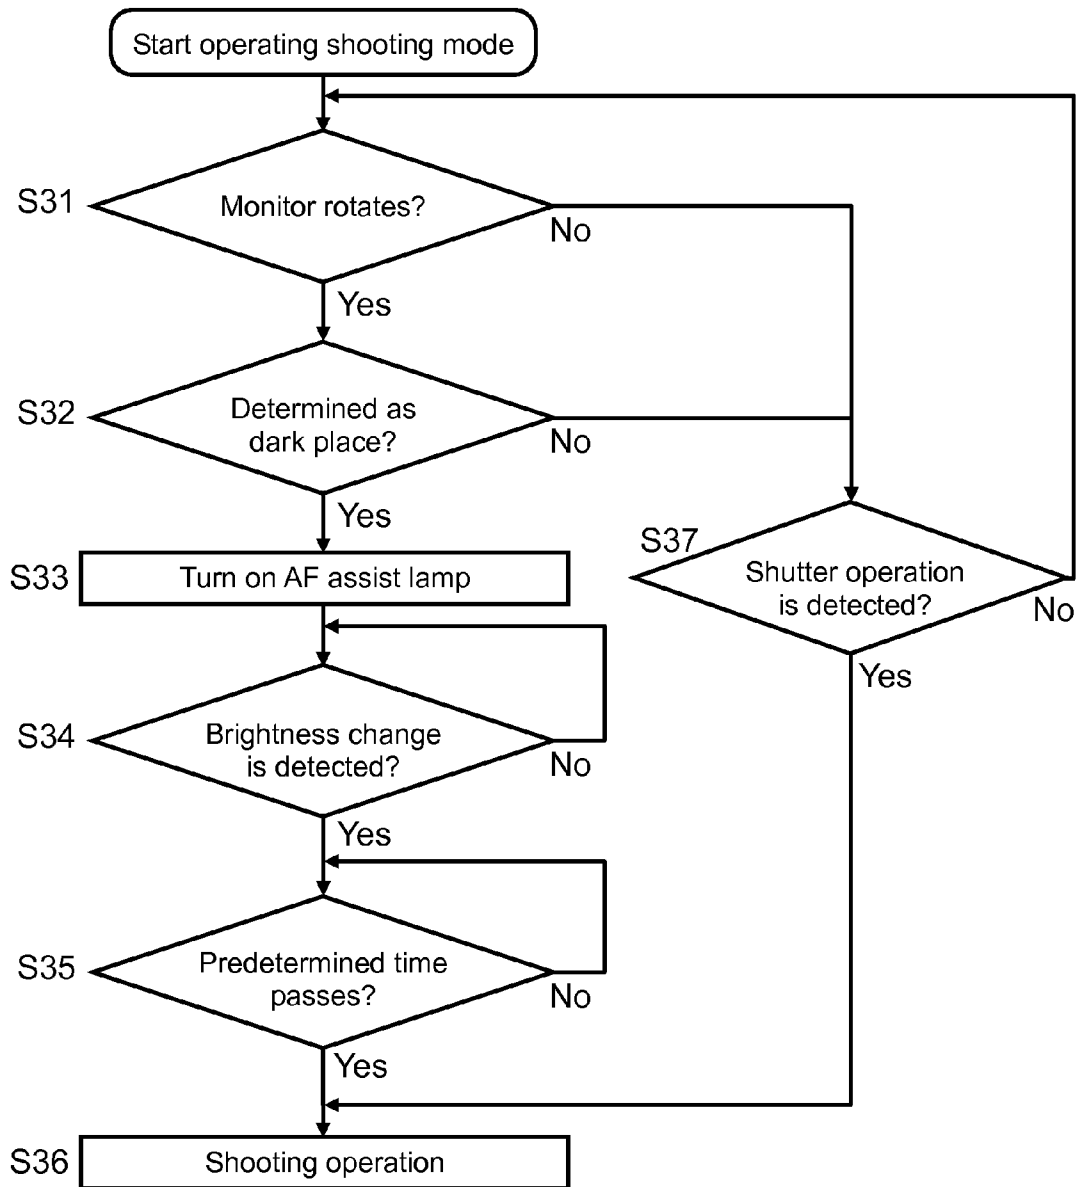 Start operating shooting mode
S31
Monitor rotates?
No
Yes
S32
Determined as
dark place?
No
Yes
S33
Turn on AF assist lamp
S37
Shutter operation
is detected?
No
Yes
S34
Brightness change
is detected?
No
Yes
S35
Predetermined time
passes?
No
Yes
S36
Shooting operation